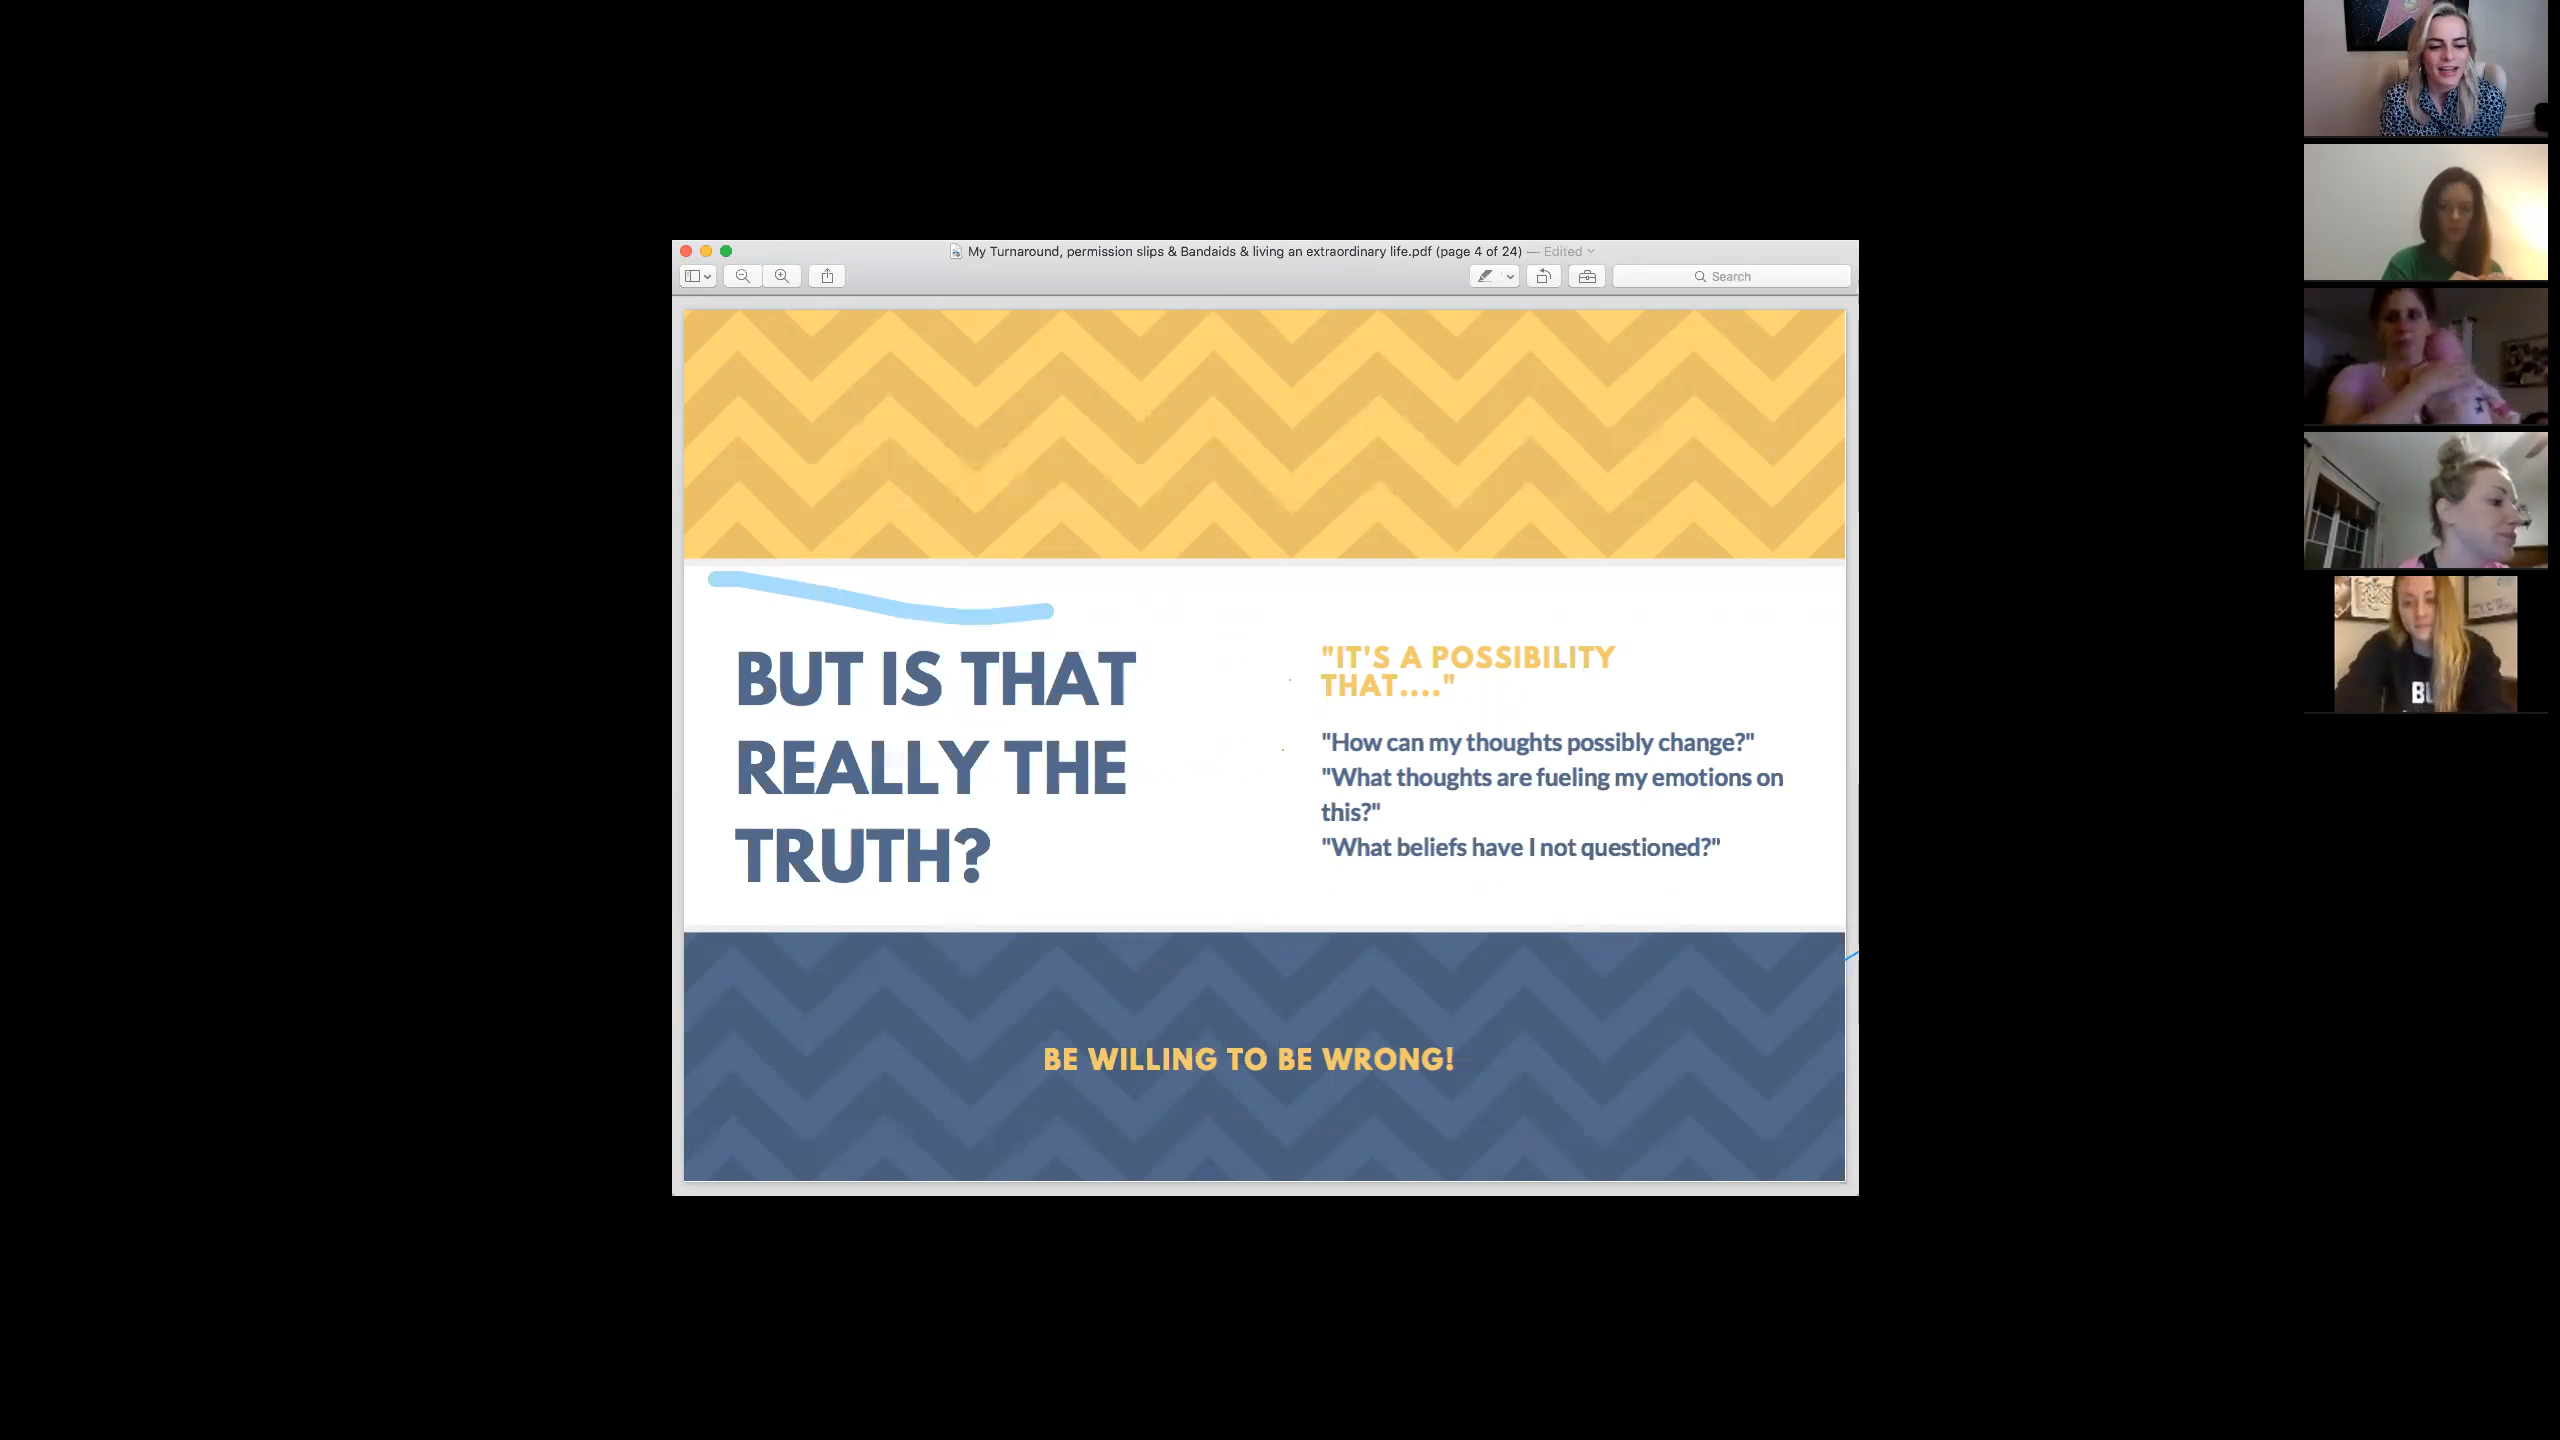 My Turnaround, permission slips & Bandaids & living an extraordinary life.pdf (page 4 of 24) — Edited
Search
BUT IS THAT
REALLY THE
TRUTH?
"IT'S A POSSIBILITY
THAT...."
"How can my thoughts possibly change?"
"What thoughts are fueling my emotions on
this?"
"What beliefs have I not questioned?"
BE WILLING TO BE WRONG!